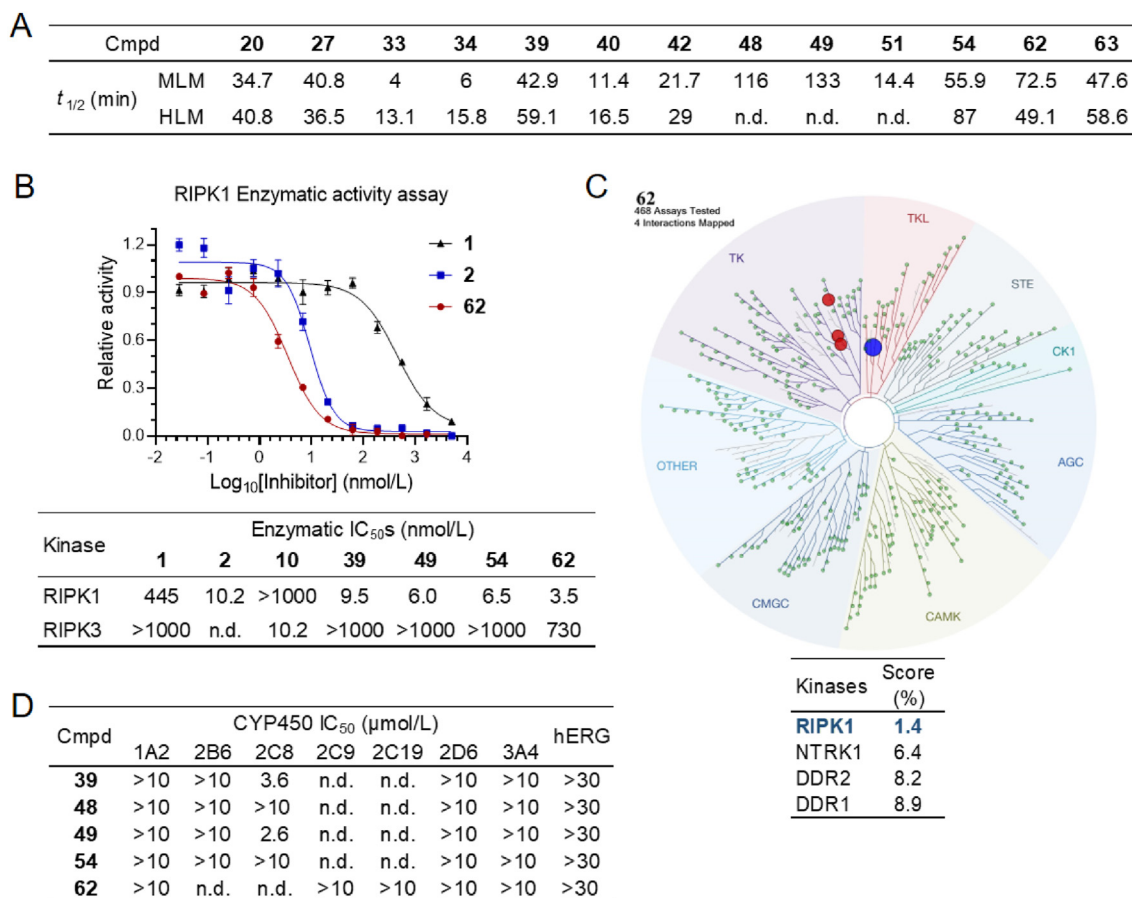 A
Cmpd 20 27 33 34 39 40 42 48 49 51 54 62 63
t 1/2 (min) MLM 34.7 40.8 4 6 42.9 11.4 21.7 116 133 14.4 55.9 72.5 47.6
HLM 40.8 36.5 13.1 15.8 59.1 16.5 29 n.d. n.d. n.d. 87 49.1 58.6
B
RIPK1 Enzymatic activity assay
Relative activity
1.2
0.9
0.6
0.3
0.0
-2 -1 0 1 2 3 4
Log10[Inhibitor] (nmol/L)
1
2
62
Kinase Enzymatic IC50s (nmol/L)
1 2 10 39 49 54 62
RIPK1 445 10.2 >1000 9.5 6.0 6.5 3.5
RIPK3 >1000 n.d. 10.2 >1000 >1000 >1000 730
C
62
468 Assays Tested
4 Interactions Mapped
TKL
TK
STE
CK1
AGC
OTHER
CMGC
CAMK
Kinases Score (%)
RIPK1 1.4
NTRK1 6.4
DDR2 8.2
DDR1 8.9
D
Cmpd CYP450 IC50 (μmol/L) hERG
1A2 2B6 2C8 2C9 2C19 2D6 3A4
39 >10 >10 3.6 n.d. n.d. >10 >10 >30
48 >10 >10 >10 n.d. n.d. >10 >10 >30
49 >10 >10 2.6 n.d. n.d. >10 >10 >30
54 >10 >10 >10 n.d. n.d. >10 >10 >30
62 >10 n.d. n.d. >10 >10 >10 >10 >30